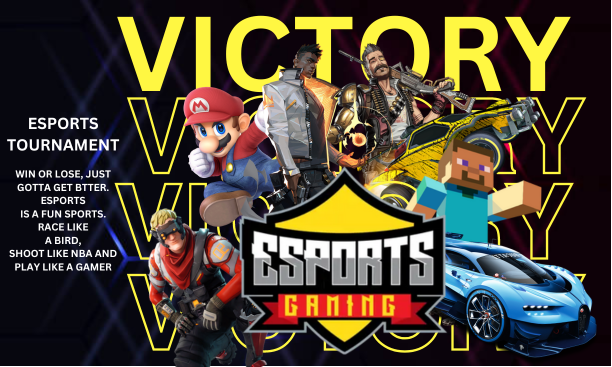 VICTORY
VICTORY
VICTORY
VICTORY
ESPORTS
TOURNAMENT
WIN OR LOSE, JUST
GOTTA GET BTTER.
ESPORTS
IS A FUN SPORTS.
RACE LIKE
A BIRD,
SHOOT LIKE NBA AND
PLAY LIKE A GAMER
M
ESPORTS
GAMING